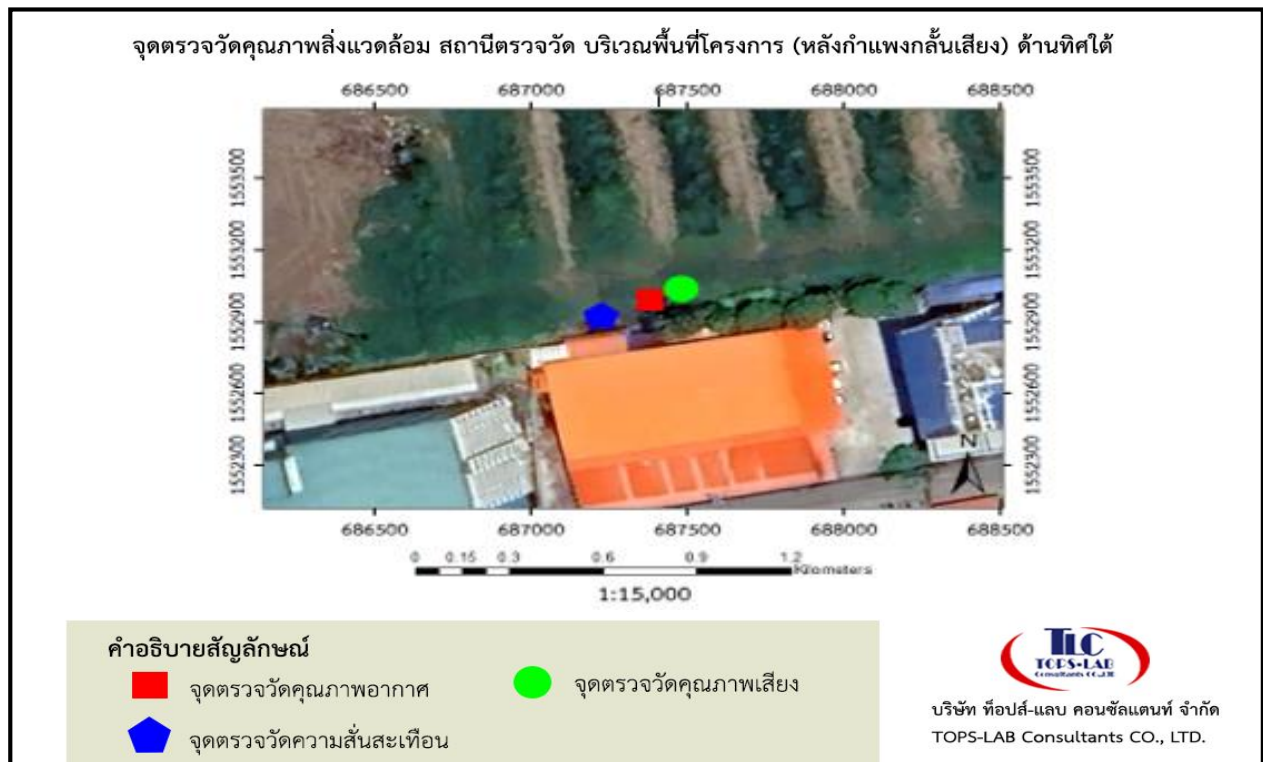 จุดตรวจวัดคุณภาพสิ่งแวดล้อม สถานีตรวจวัด บริเวณพื้นที่โครงการ (หลังกำแพงกลั้นเสียง) ด้านทิศใต้
686500 687000 687500 688000 688500
1553500
1553200
1552900
1552600
1552300
1553500
1553200
1552900
1552600
1552300
N
686500 687000 687500 688000 688500
0 0.15 0.3 0.6 0.9 1.2
Kilometers
1:15,000
คำอธิบายสัญลักษณ์
จุดตรวจวัดคุณภาพอากาศ
จุดตรวจวัดคุณภาพเสียง
จุดตรวจวัดความสั่นสะเทือน
TLC
TOPS-LAB
Consultants CO.,LTD
บริษัท ท็อปส์-แลบ คอนซัลแตนท์ จำกัด
TOPS-LAB Consultants CO., LTD.